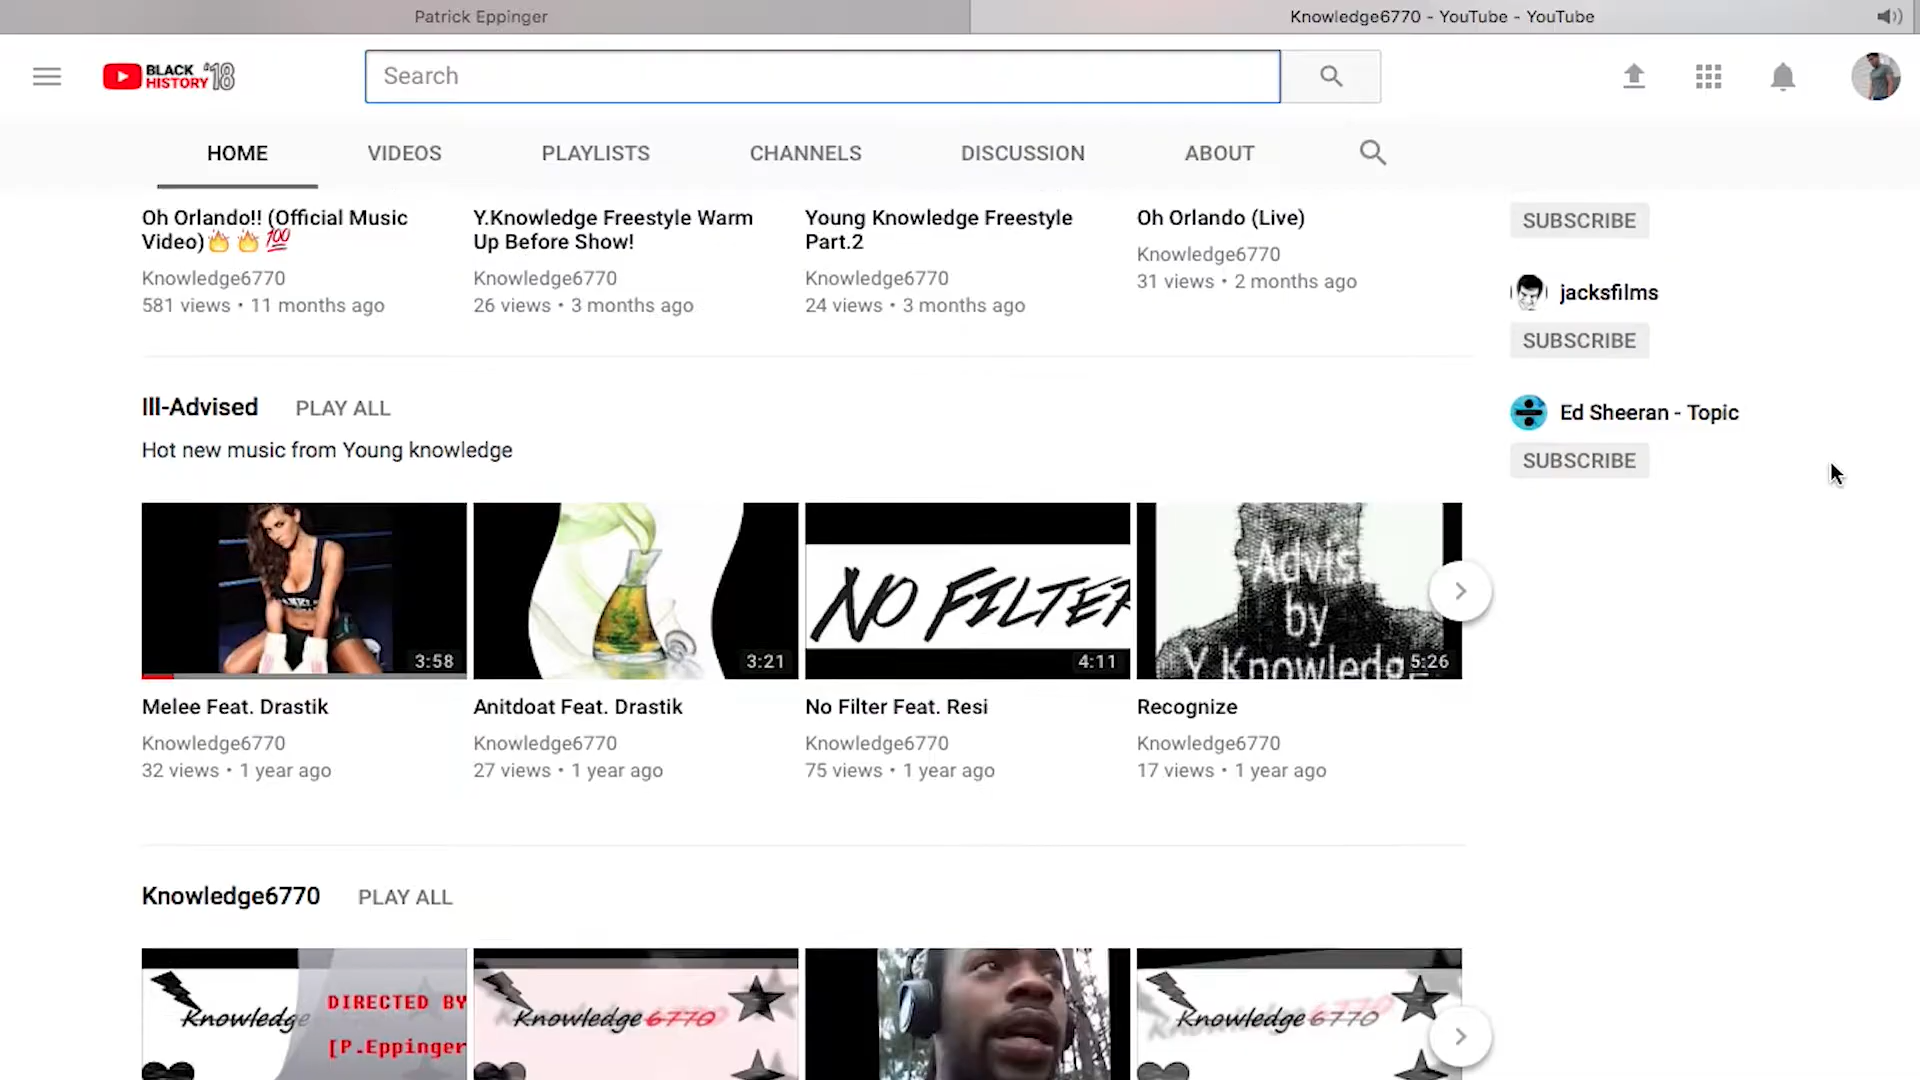 Patrick Eppinger
Knowledge6770 - YouTube - YouTube
BLACK
HISTORY
'18
Search
HOME
VIDEOS
PLAYLISTS
CHANNELS
DISCUSSION
ABOUT
Oh Orlando!! (Official Music
Video)🔥 🔥 💯
Knowledge6770
581 views • 11 months ago
Y.Knowledge Freestyle Warm
Up Before Show!
Knowledge6770
26 views • 3 months ago
Young Knowledge Freestyle
Part.2
Knowledge6770
24 views • 3 months ago
Oh Orlando (Live)
Knowledge6770
31 views • 2 months ago
SUBSCRIBE
jacksfilms
SUBSCRIBE
Ed Sheeran - Topic
SUBSCRIBE
Ill-Advised
PLAY ALL
Hot new music from Young knowledge
3:58
3:21
NO FILTER
4:11
-Advis
by
Y Knowledg
5:26
Melee Feat. Drastik
Knowledge6770
32 views • 1 year ago
Anitdoat Feat. Drastik
Knowledge6770
27 views • 1 year ago
No Filter Feat. Resi
Knowledge6770
75 views • 1 year ago
Recognize
Knowledge6770
17 views • 1 year ago
Knowledge6770
PLAY ALL
Knowledge
DIRECTED BY
[P.Eppinger
Knowledge 6770
Knowledge 6770